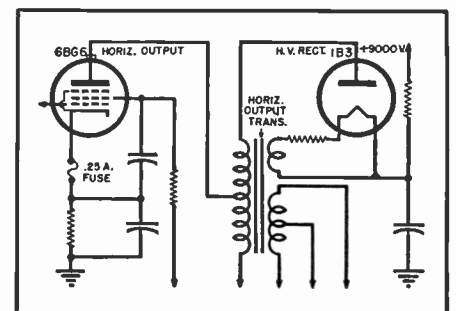 6BG6 HORIZ. OUTPUT
H.V. RECT. 1B3 +9000 V.
HORIZ.
OUTPUT
TRANS.
.25 A.
FUSE